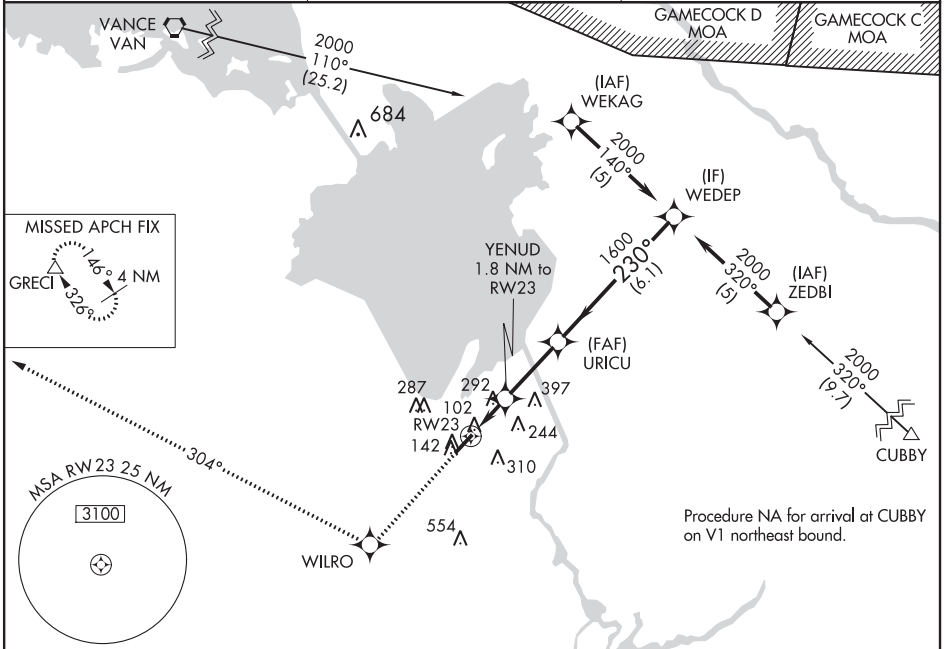 VANCE
VAN
2000
110°
(25.2)
GAMECOCK D
MOA
GAMECOCK C
MOA
684
(IAF)
WEKAG
2000
140°
(5)
(IF)
WEDEP
MISSED APCH FIX
GRECI
146° 4 NM
326°
YENUD
1.8 NM to
RW23
1600
230°
(6.1)
2000
320°
(5)
(IAF)
ZEDBI
(FAF)
URICU
2000
320°
(9.7)
CUBBY
287
292
397
102
RW23
244
142
310
304°
554
WILRO
MSA RW23 25 NM
3100
Procedure NA for arrival at CUBBY
on V1 northeast bound.